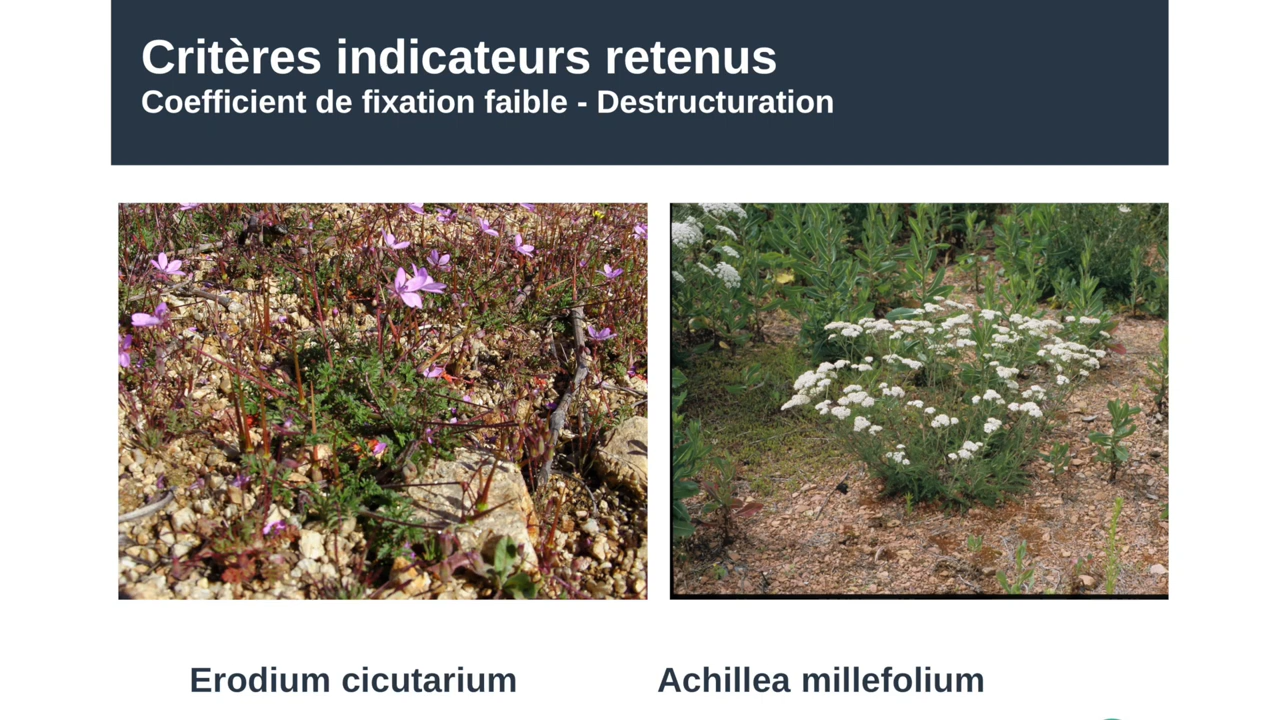 Critères indicateurs retenus
Coefficient de fixation faible - Destructuration
Erodium cicutarium
Achillea millefolium